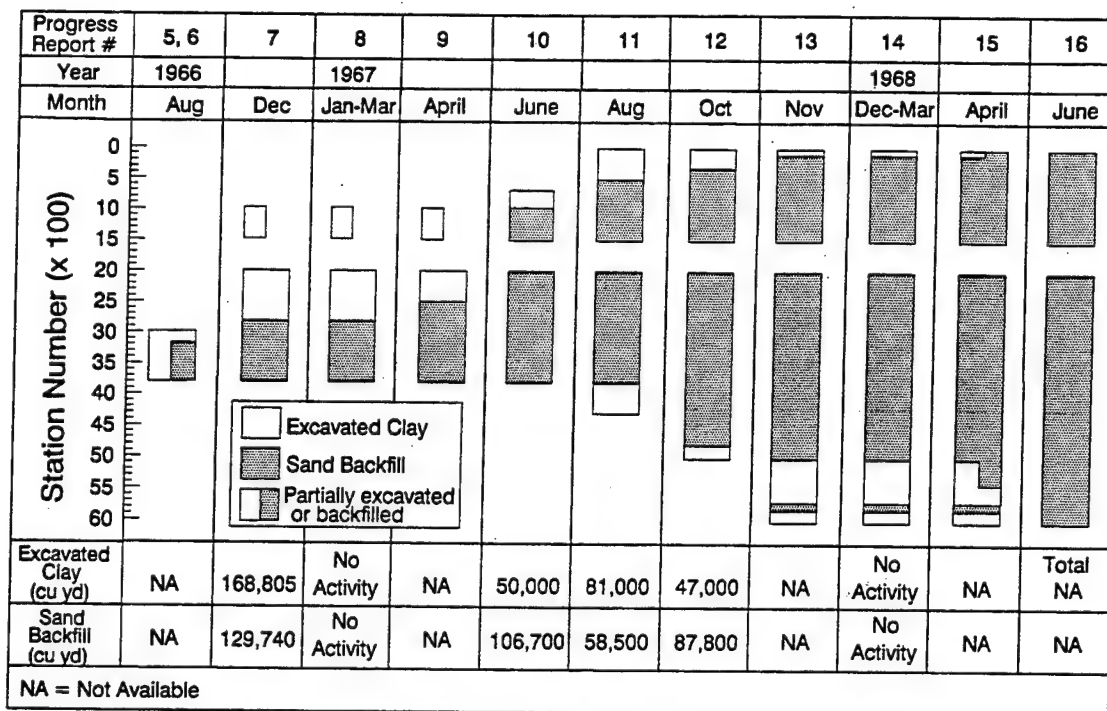 Progress Report # 5, 6 7 8 9 10 11 12 13 14 15 16
Year 1966 1967 1968
Month Aug Dec Jan-Mar April June Aug Oct Nov Dec-Mar April June
Station Number (x 100)
0
5
10
15
20
25
30
35
40
45
50
55
60
Excavated Clay
Sand Backfill
Partially excavated
or backfilled
Excavated Clay (cu yd) NA 168,805 No Activity NA 50,000 81,000 47,000 NA No Activity NA Total NA
Sand Backfill (cu yd) NA 129,740 No Activity NA 106,700 58,500 87,800 NA No Activity NA NA
NA = Not Available